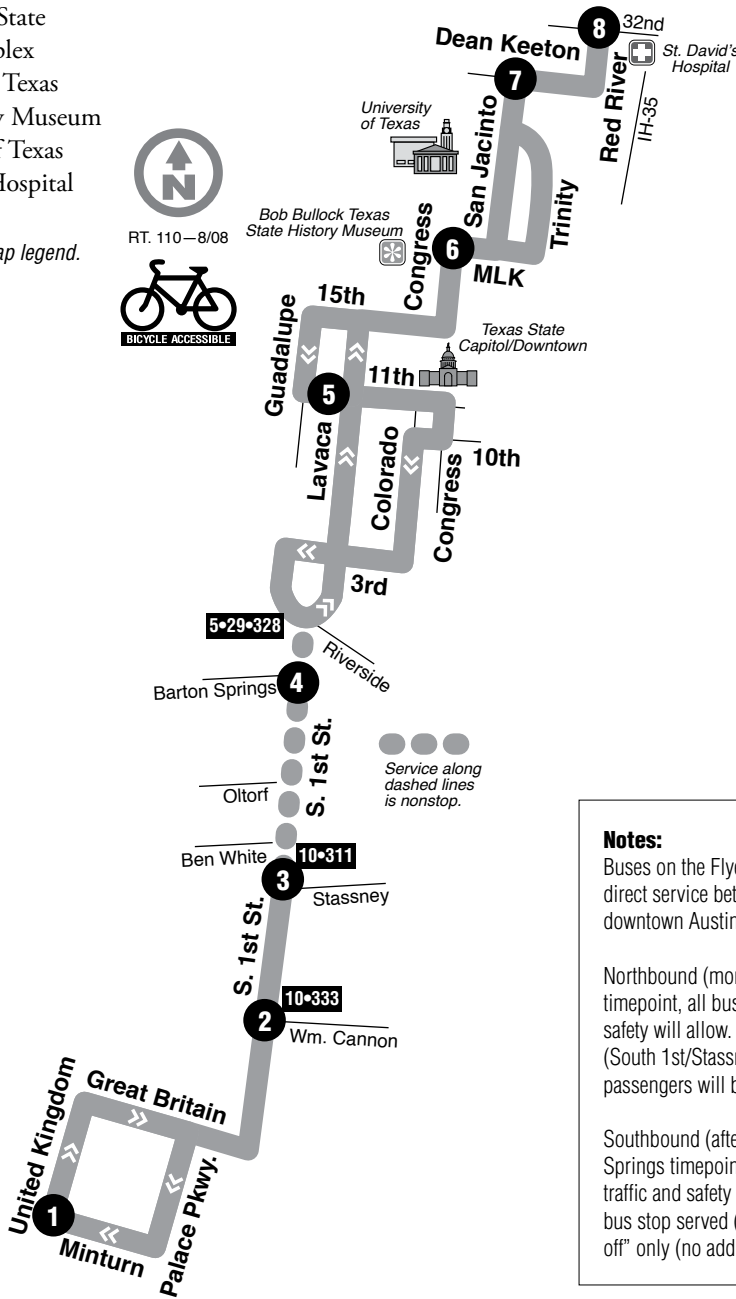 State
plex
Texas
y Museum
f Texas
Hospital
ap legend.
N
RT. 110—8/08
BICYCLE ACCESSIBLE
8
32nd
Dean Keeton
St. David's
Hospital
7
Red River
IH-35
University
of Texas
San Jacinto
Trinity
Bob Bullock Texas
State History Museum
Congress
6
MLK
15th
Guadalupe
Texas State
Capitol/Downtown
11th
5
Lavaca
Colorado
10th
Congress
3rd
5•29•328
Riverside
Barton Springs
4
S. 1st St.
Service along
dashed lines
is nonstop.
Oltorf
Ben White
10•311
3
Stassney
S. 1st St.
10•333
2
Wm. Cannon
Great Britain
United Kingdom
1
Minturn
Palace Pkwy.
Notes:
Buses on the Flye
direct service bet
downtown Austin
Northbound (mor
timepoint, all bus
safety will allow.
(South 1st/Stassn
passengers will b
Southbound (afte
Springs timepoin
traffic and safety
bus stop served (
off" only (no add